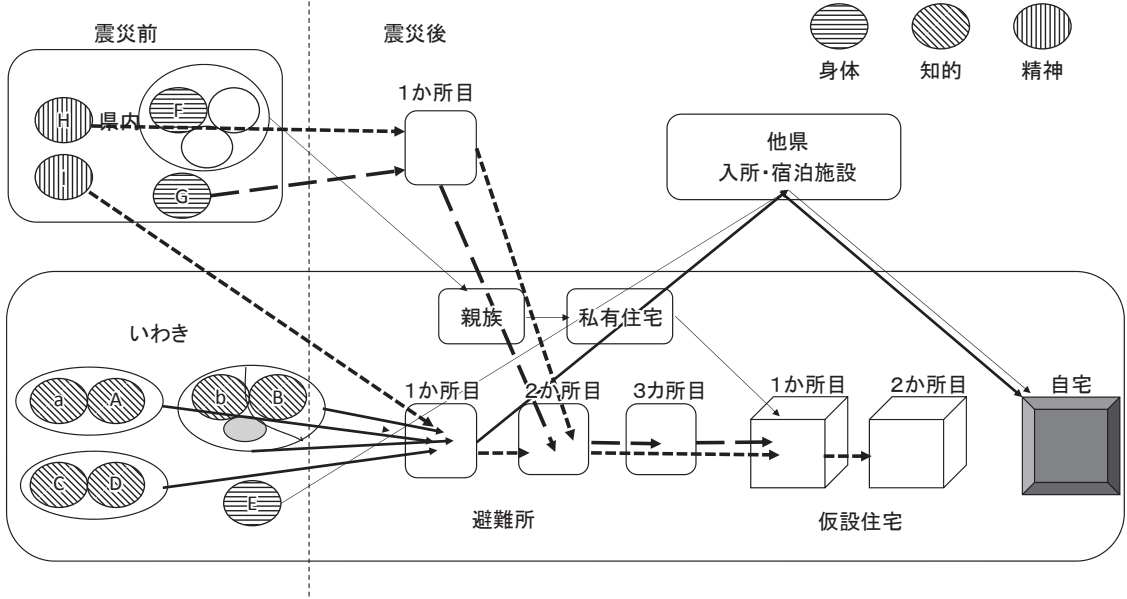 震災前
震災後
身体
知的
精神
1か所目
H
県内
F
I
G
他県
入所・宿泊施設
いわき
親族
私有住宅
a
A
b
B
1か所目
2か所目
3カ所目
1か所目
2か所目
自宅
C
D
E
避難所
仮設住宅